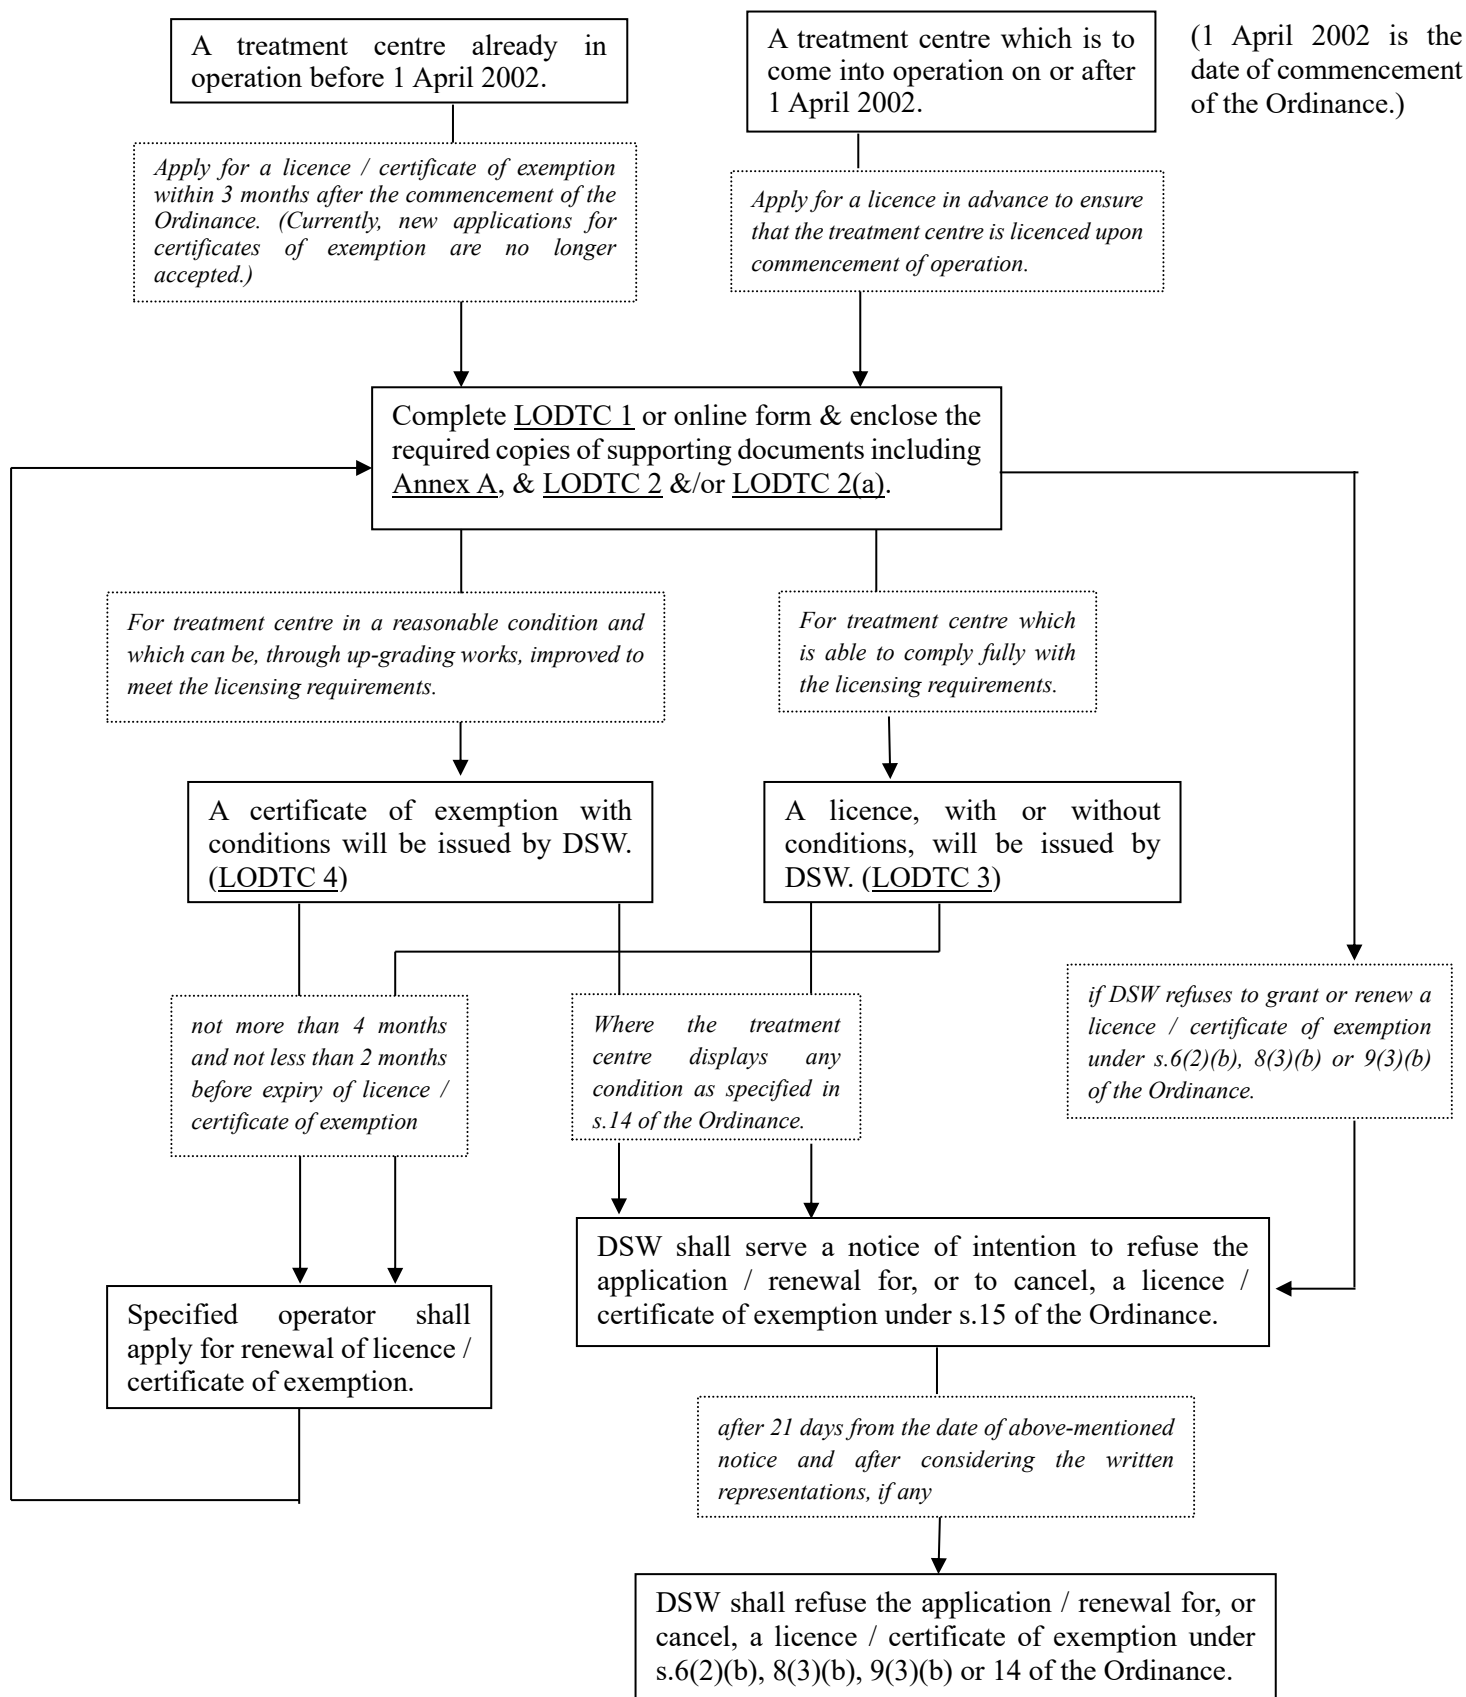 A treatment centre already in
operation before 1 April 2002.
A treatment centre which is to
come into operation on or after
1 April 2002.
(1 April 2002 is the
date of commencement
of the Ordinance.)
Apply for a licence / certificate of exemption
within 3 months after the commencement of the
Ordinance. (Currently, new applications for
certificates of exemption are no longer
accepted.)
Apply for a licence in advance to ensure
that the treatment centre is licenced upon
commencement of operation.
Complete LODTC 1 or online form & enclose the
required copies of supporting documents including
Annex A, & LODTC 2 &/or LODTC 2(a).
For treatment centre in a reasonable condition and
which can be, through up-grading works, improved to
meet the licensing requirements.
For treatment centre which
is able to comply fully with
the licensing requirements.
A certificate of exemption with
conditions will be issued by DSW.
(LODTC 4)
A licence, with or without
conditions, will be issued by
DSW. (LODTC 3)
not more than 4 months
and not less than 2 months
before expiry of licence /
certificate of exemption
Where the treatment
centre displays any
condition as specified in
s.14 of the Ordinance.
if DSW refuses to grant or renew a
licence / certificate of exemption
under s.6(2)(b), 8(3)(b) or 9(3)(b)
of the Ordinance.
Specified operator shall
apply for renewal of licence /
certificate of exemption.
DSW shall serve a notice of intention to refuse the
application / renewal for, or to cancel, a licence /
certificate of exemption under s.15 of the Ordinance.
after 21 days from the date of above-mentioned
notice and after considering the written
representations, if any
DSW shall refuse the application / renewal for, or
cancel, a licence / certificate of exemption under
s.6(2)(b), 8(3)(b), 9(3)(b) or 14 of the Ordinance.